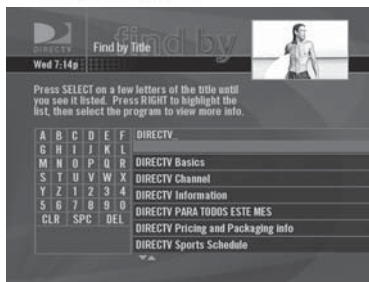 DIRECTV
find by
Find by Title
Wed 7:14p
Press SELECT on a few letters of the title until
you see it listed. Press RIGHT to highlight the
list, then select the program to view more info.
A B C D E F
G H I J K L
M N O P Q R
S T U V W X
Y Z 1 2 3 4
5 6 7 8 9 0
CLR SPC DEL
DIRECTV_
DIRECTV Basics
DIRECTV Channel
DIRECTV Information
DIRECTV PARA TODOS ESTE MES
DIRECTV Pricing and Packaging info
DIRECTV Sports Schedule